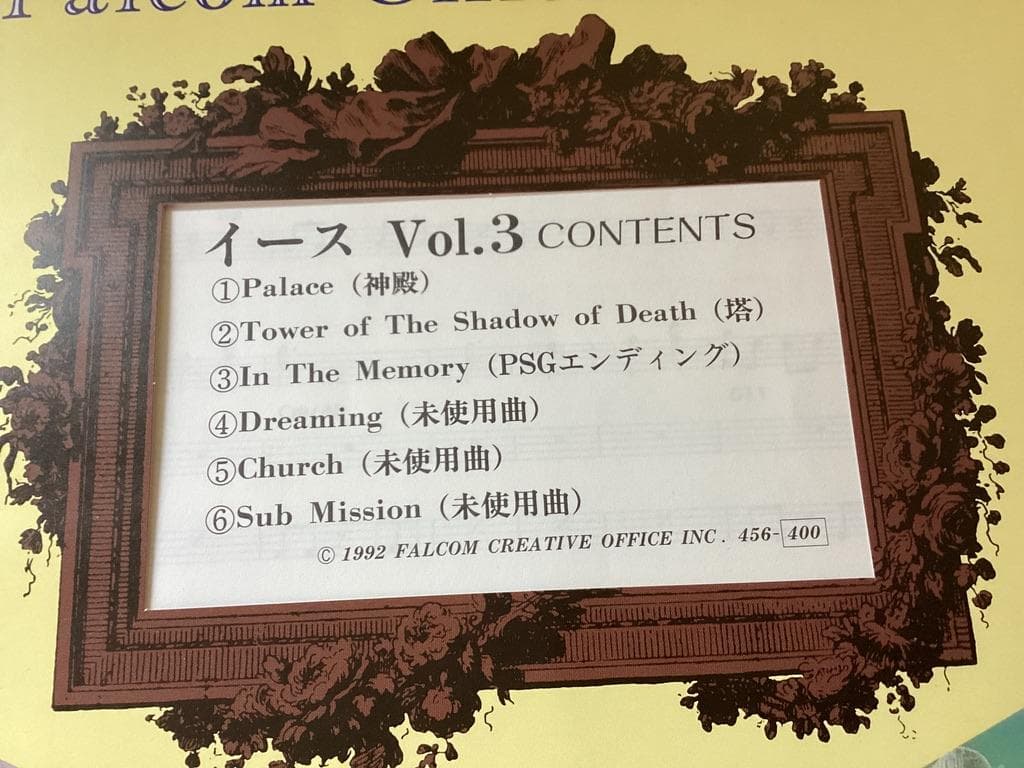 Falcom
イース Vol.3 CONTENTS
①Palace (神殿)
②Tower of The Shadow of Death (塔)
③In The Memory (PSGエンディング)
④Dreaming (未使用曲)
⑤Church (未使用曲)
⑥Sub Mission (未使用曲)
© 1992 FALCOM CREATIVE OFFICE INC. 456-400